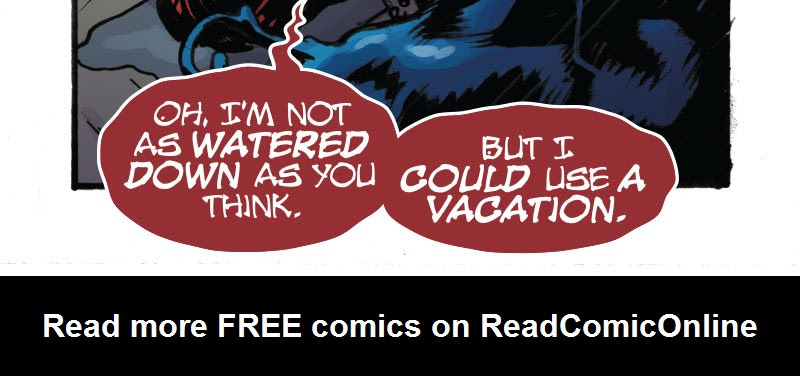 OH, I'M NOT
AS WATERED
DOWN AS YOU
THINK.
BUT I
COULD USE A
VACATION.
Read more FREE comics on ReadComicOnline